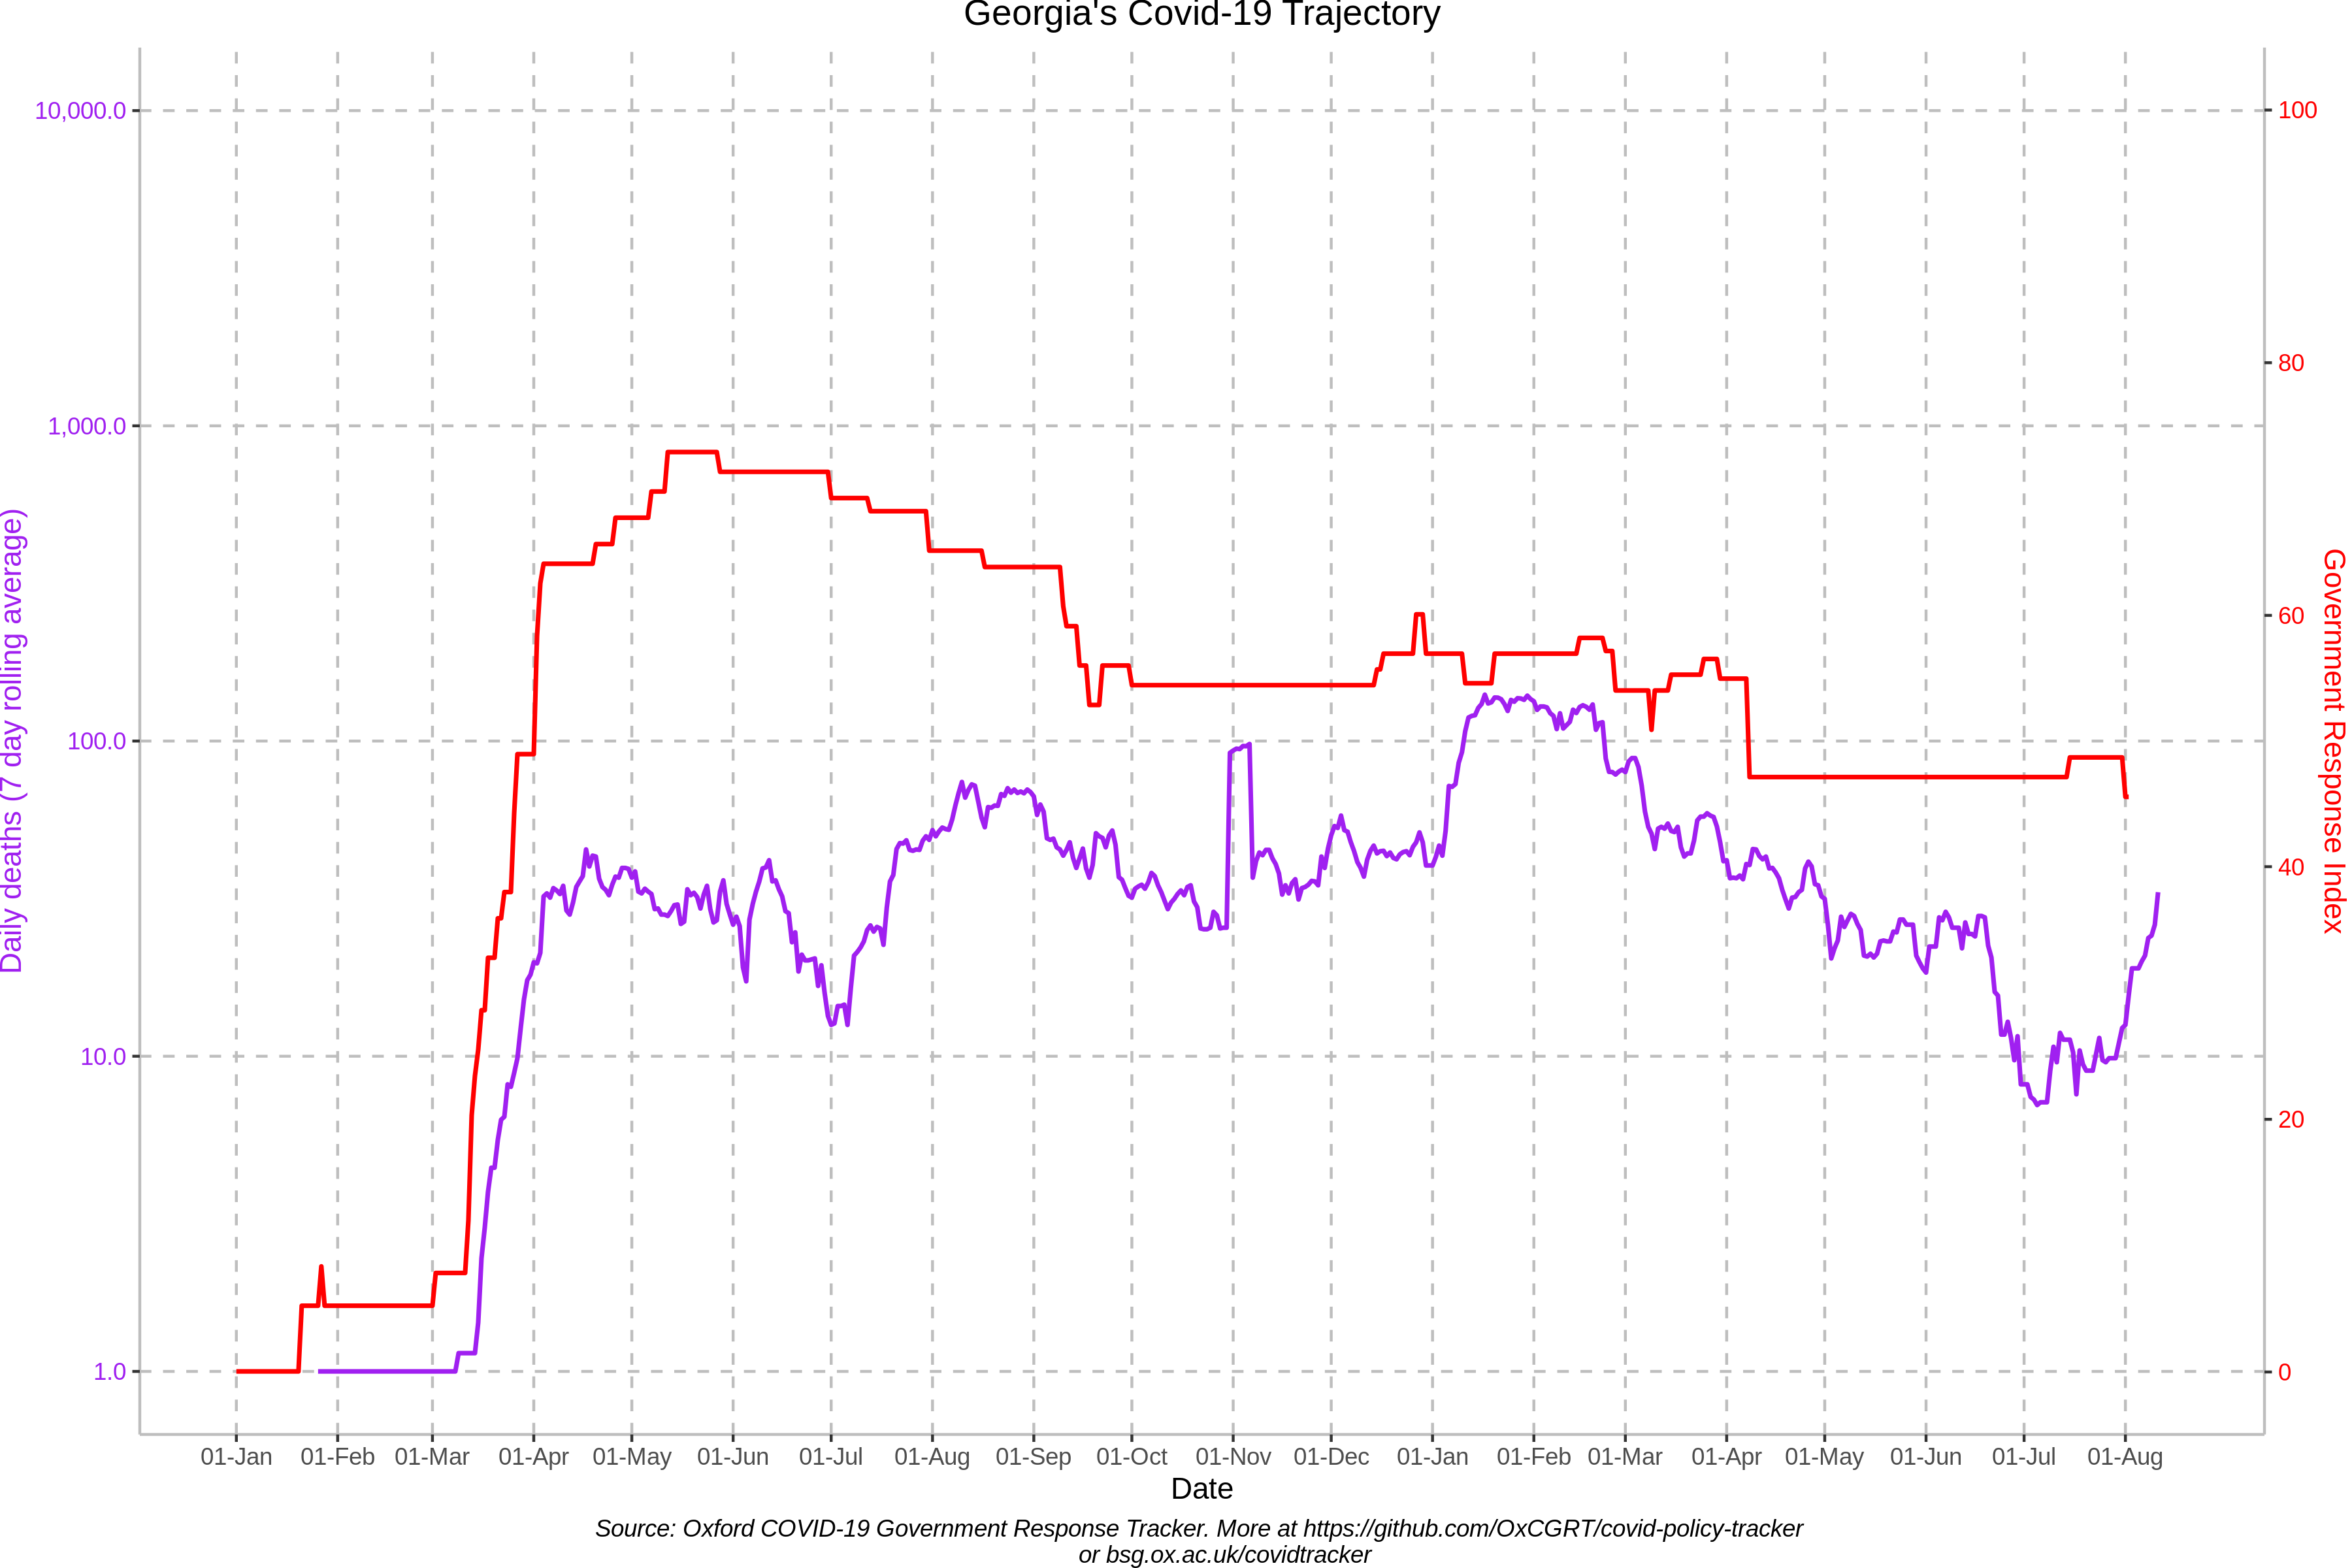 Georgia's Covid-19 Trajectory
10,000.0
1,000.0
100.0
10.0
1.0
Daily deaths (7 day rolling average)
100
80
60
40
20
0
Government Response Index
01-Jan 01-Feb 01-Mar 01-Apr 01-May 01-Jun 01-Jul 01-Aug 01-Sep 01-Oct 01-Nov 01-Dec 01-Jan 01-Feb 01-Mar 01-Apr 01-May 01-Jun 01-Jul 01-Aug
Date
Source: Oxford COVID-19 Government Response Tracker. More at https://github.com/OxCGRT/covid-policy-tracker
or bsg.ox.ac.uk/covidtracker